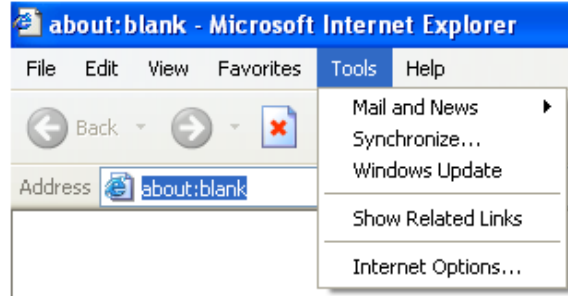 about:blank - Microsoft Internet Explorer
File Edit View Favorites Tools Help
Mail and News
Back
Synchronize...
Windows Update
Address about:blank
Show Related Links
Internet Options...